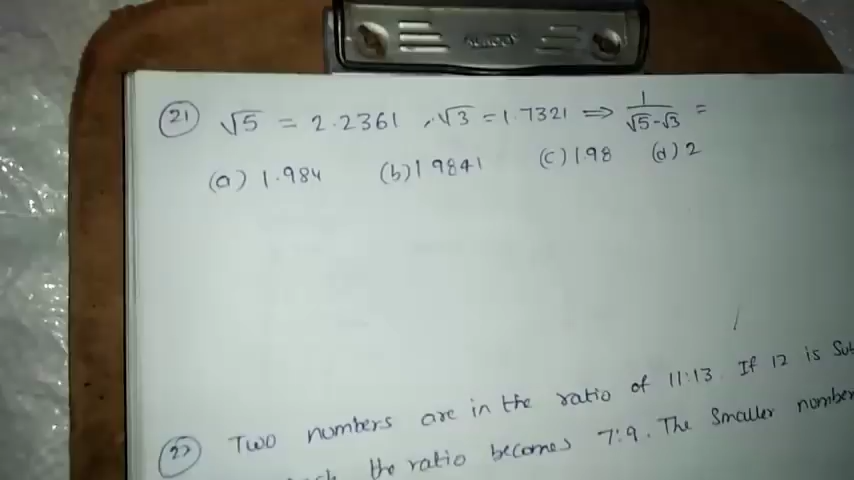 (21) √5 = 2.2361 , √3 = 1.7321 ⇒ 1/(√5-√3) =
(a) 1.984 (b) 1 9841 (c) 1.98 (d) 2
(22) Two numbers are in the ratio of 11:13. If 12 is
the ratio becomes 7:9. The smaller number